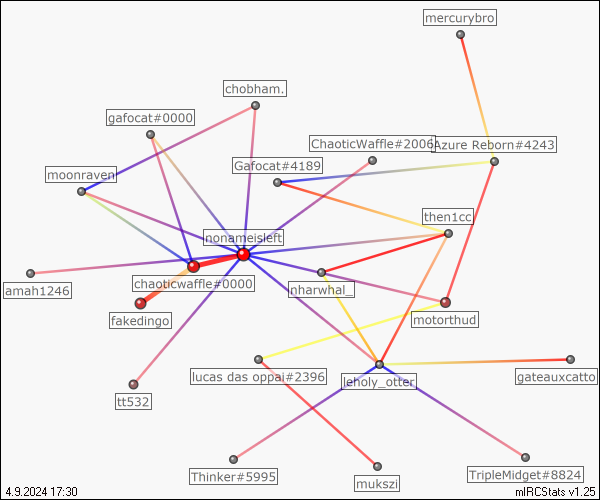 mercurybro
chobham.
gafocat#0000
ChaoticWaffle#2006
Azure Reborn#4243
Gafocat#4189
moonraven
then1cc
nonameisleft
chaoticwaffle#0000
nharwhal_
amah1246
fakedingo
motorthud
lucas das oppai#2396
leholy_otter
gateauxcatto
tt532
Thinker#5995
mukszi
TripleMidget#8824
4.9.2024 17:30
mIRCStats v1.25